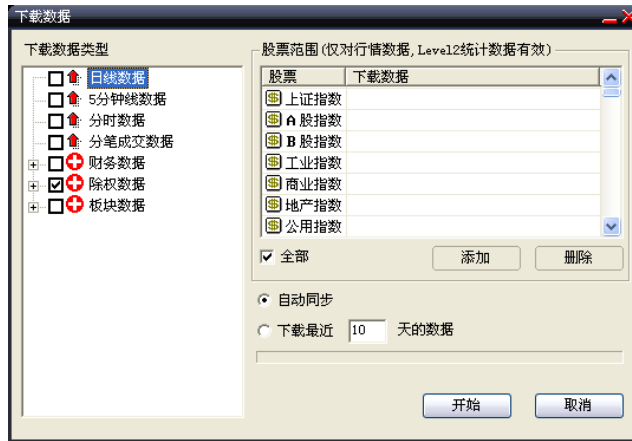 下载数据
下载数据类型
日线数据
5分钟线数据
分时数据
分笔成交数据
财务数据
除权数据
板块数据
股票范围(仅对行情数据,Level2统计数据有效)
股票 下载数据
上证指数
A 股指数
B 股指数
工业指数
商业指数
地产指数
公用指数
全部 添加 删除
自动同步
下载最近 10 天的数据
开始 取消